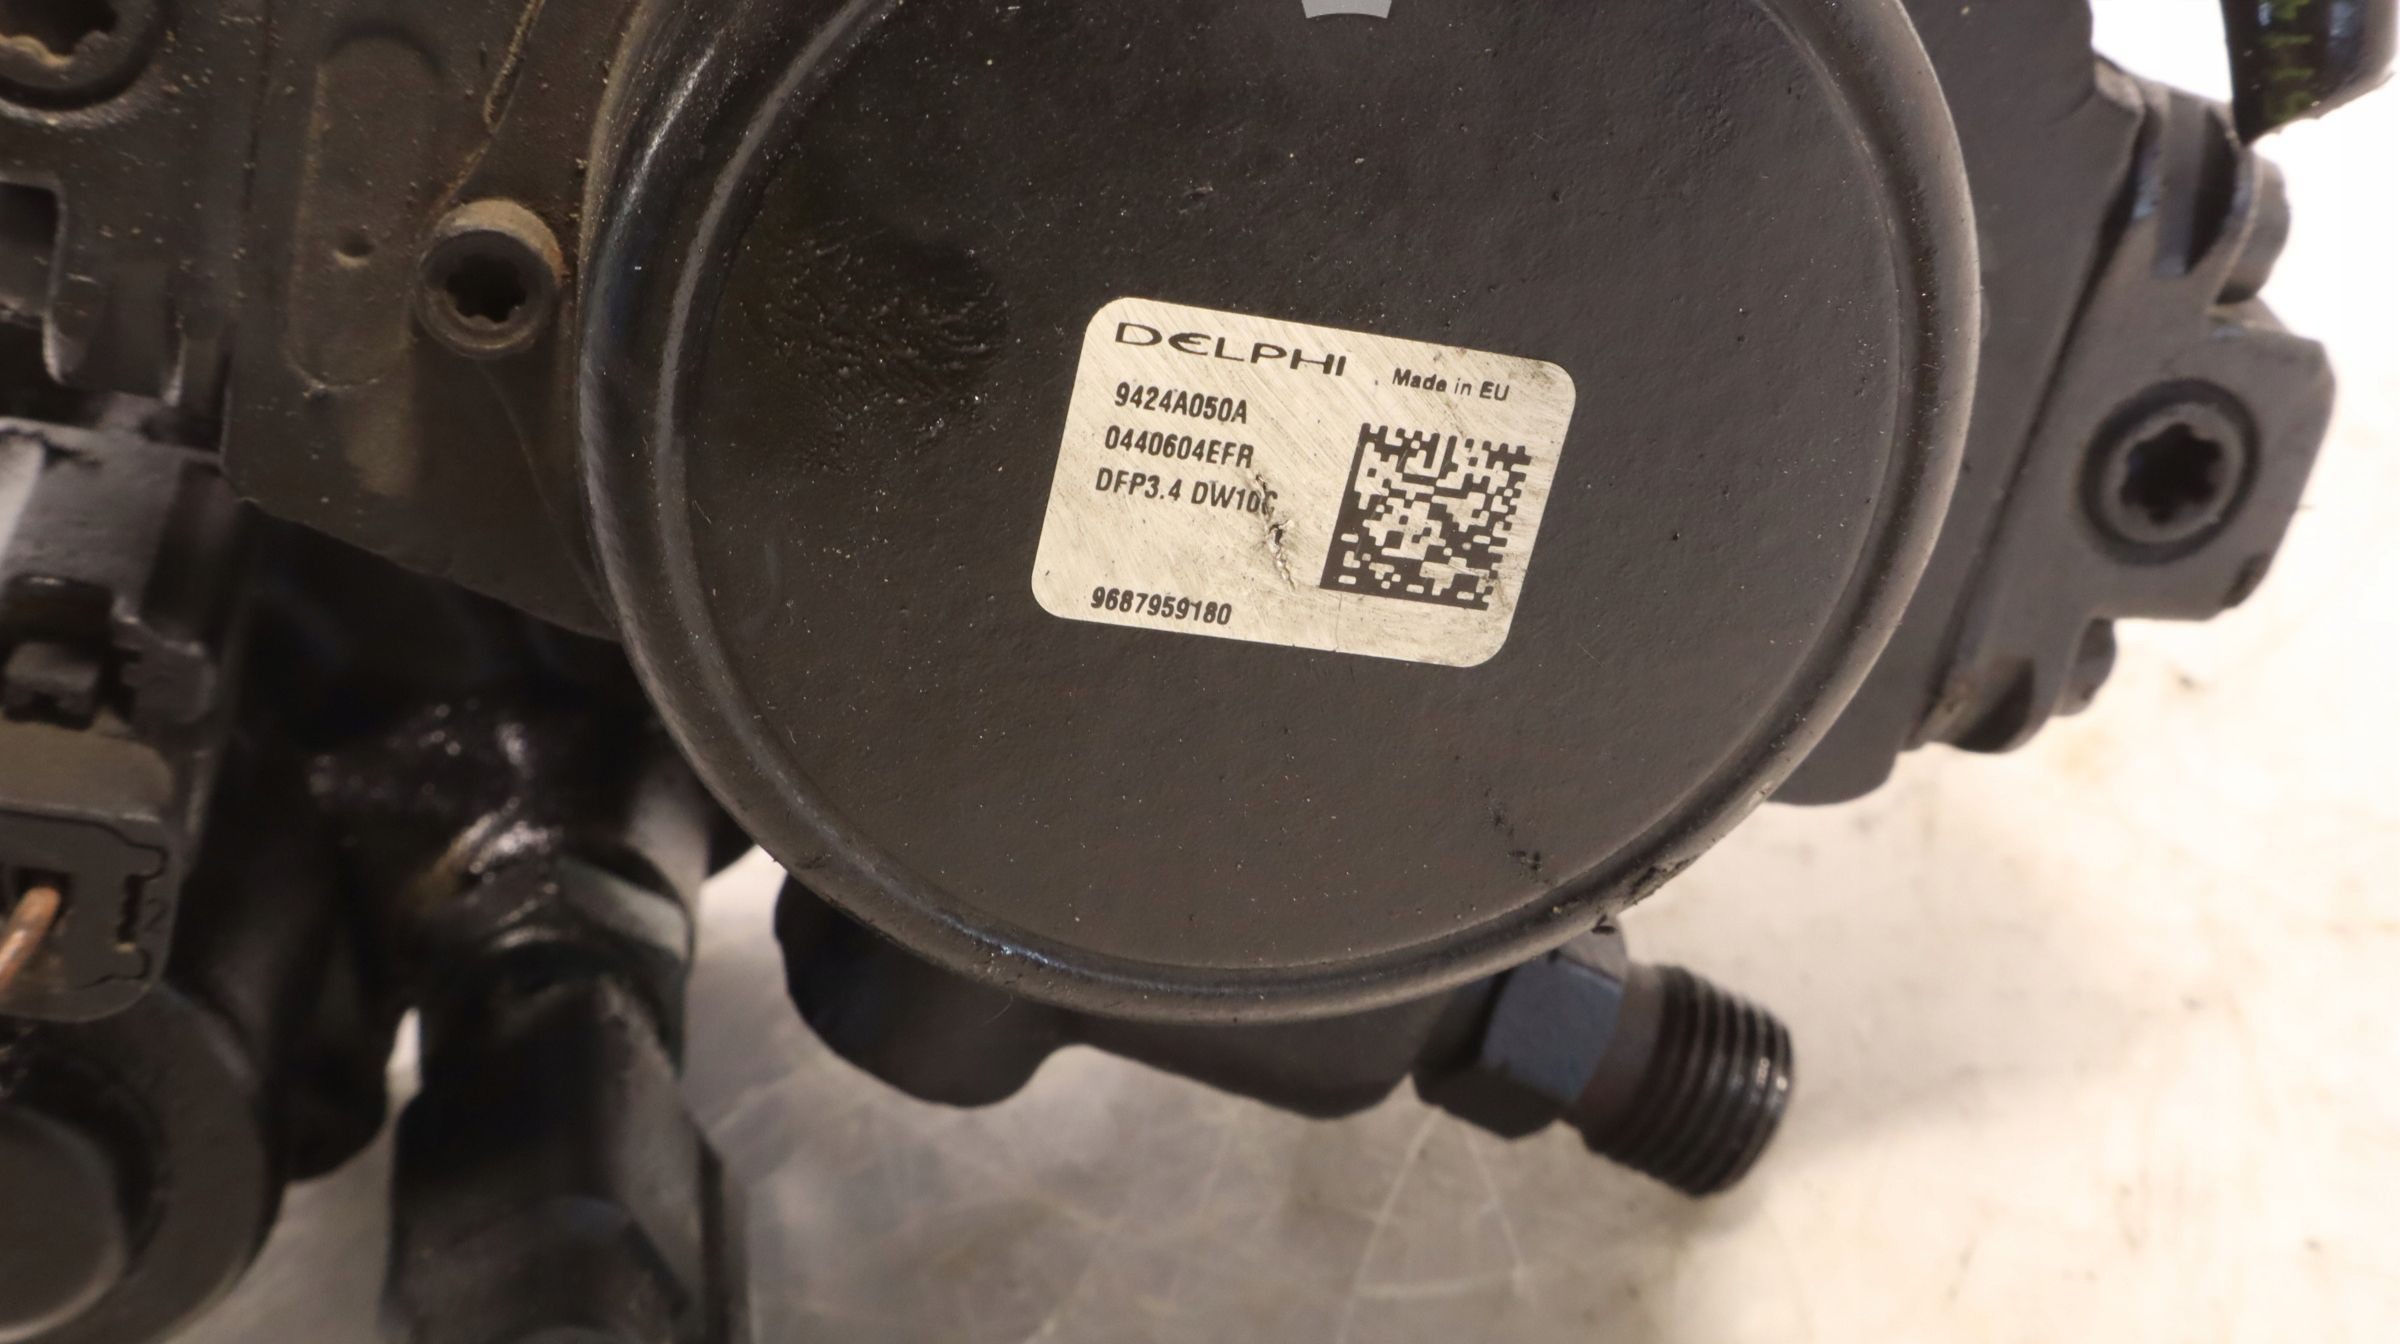 DELPHI Made in EU
9424A050A
0440604EFR
DFP3.4 DW10C
9687959180